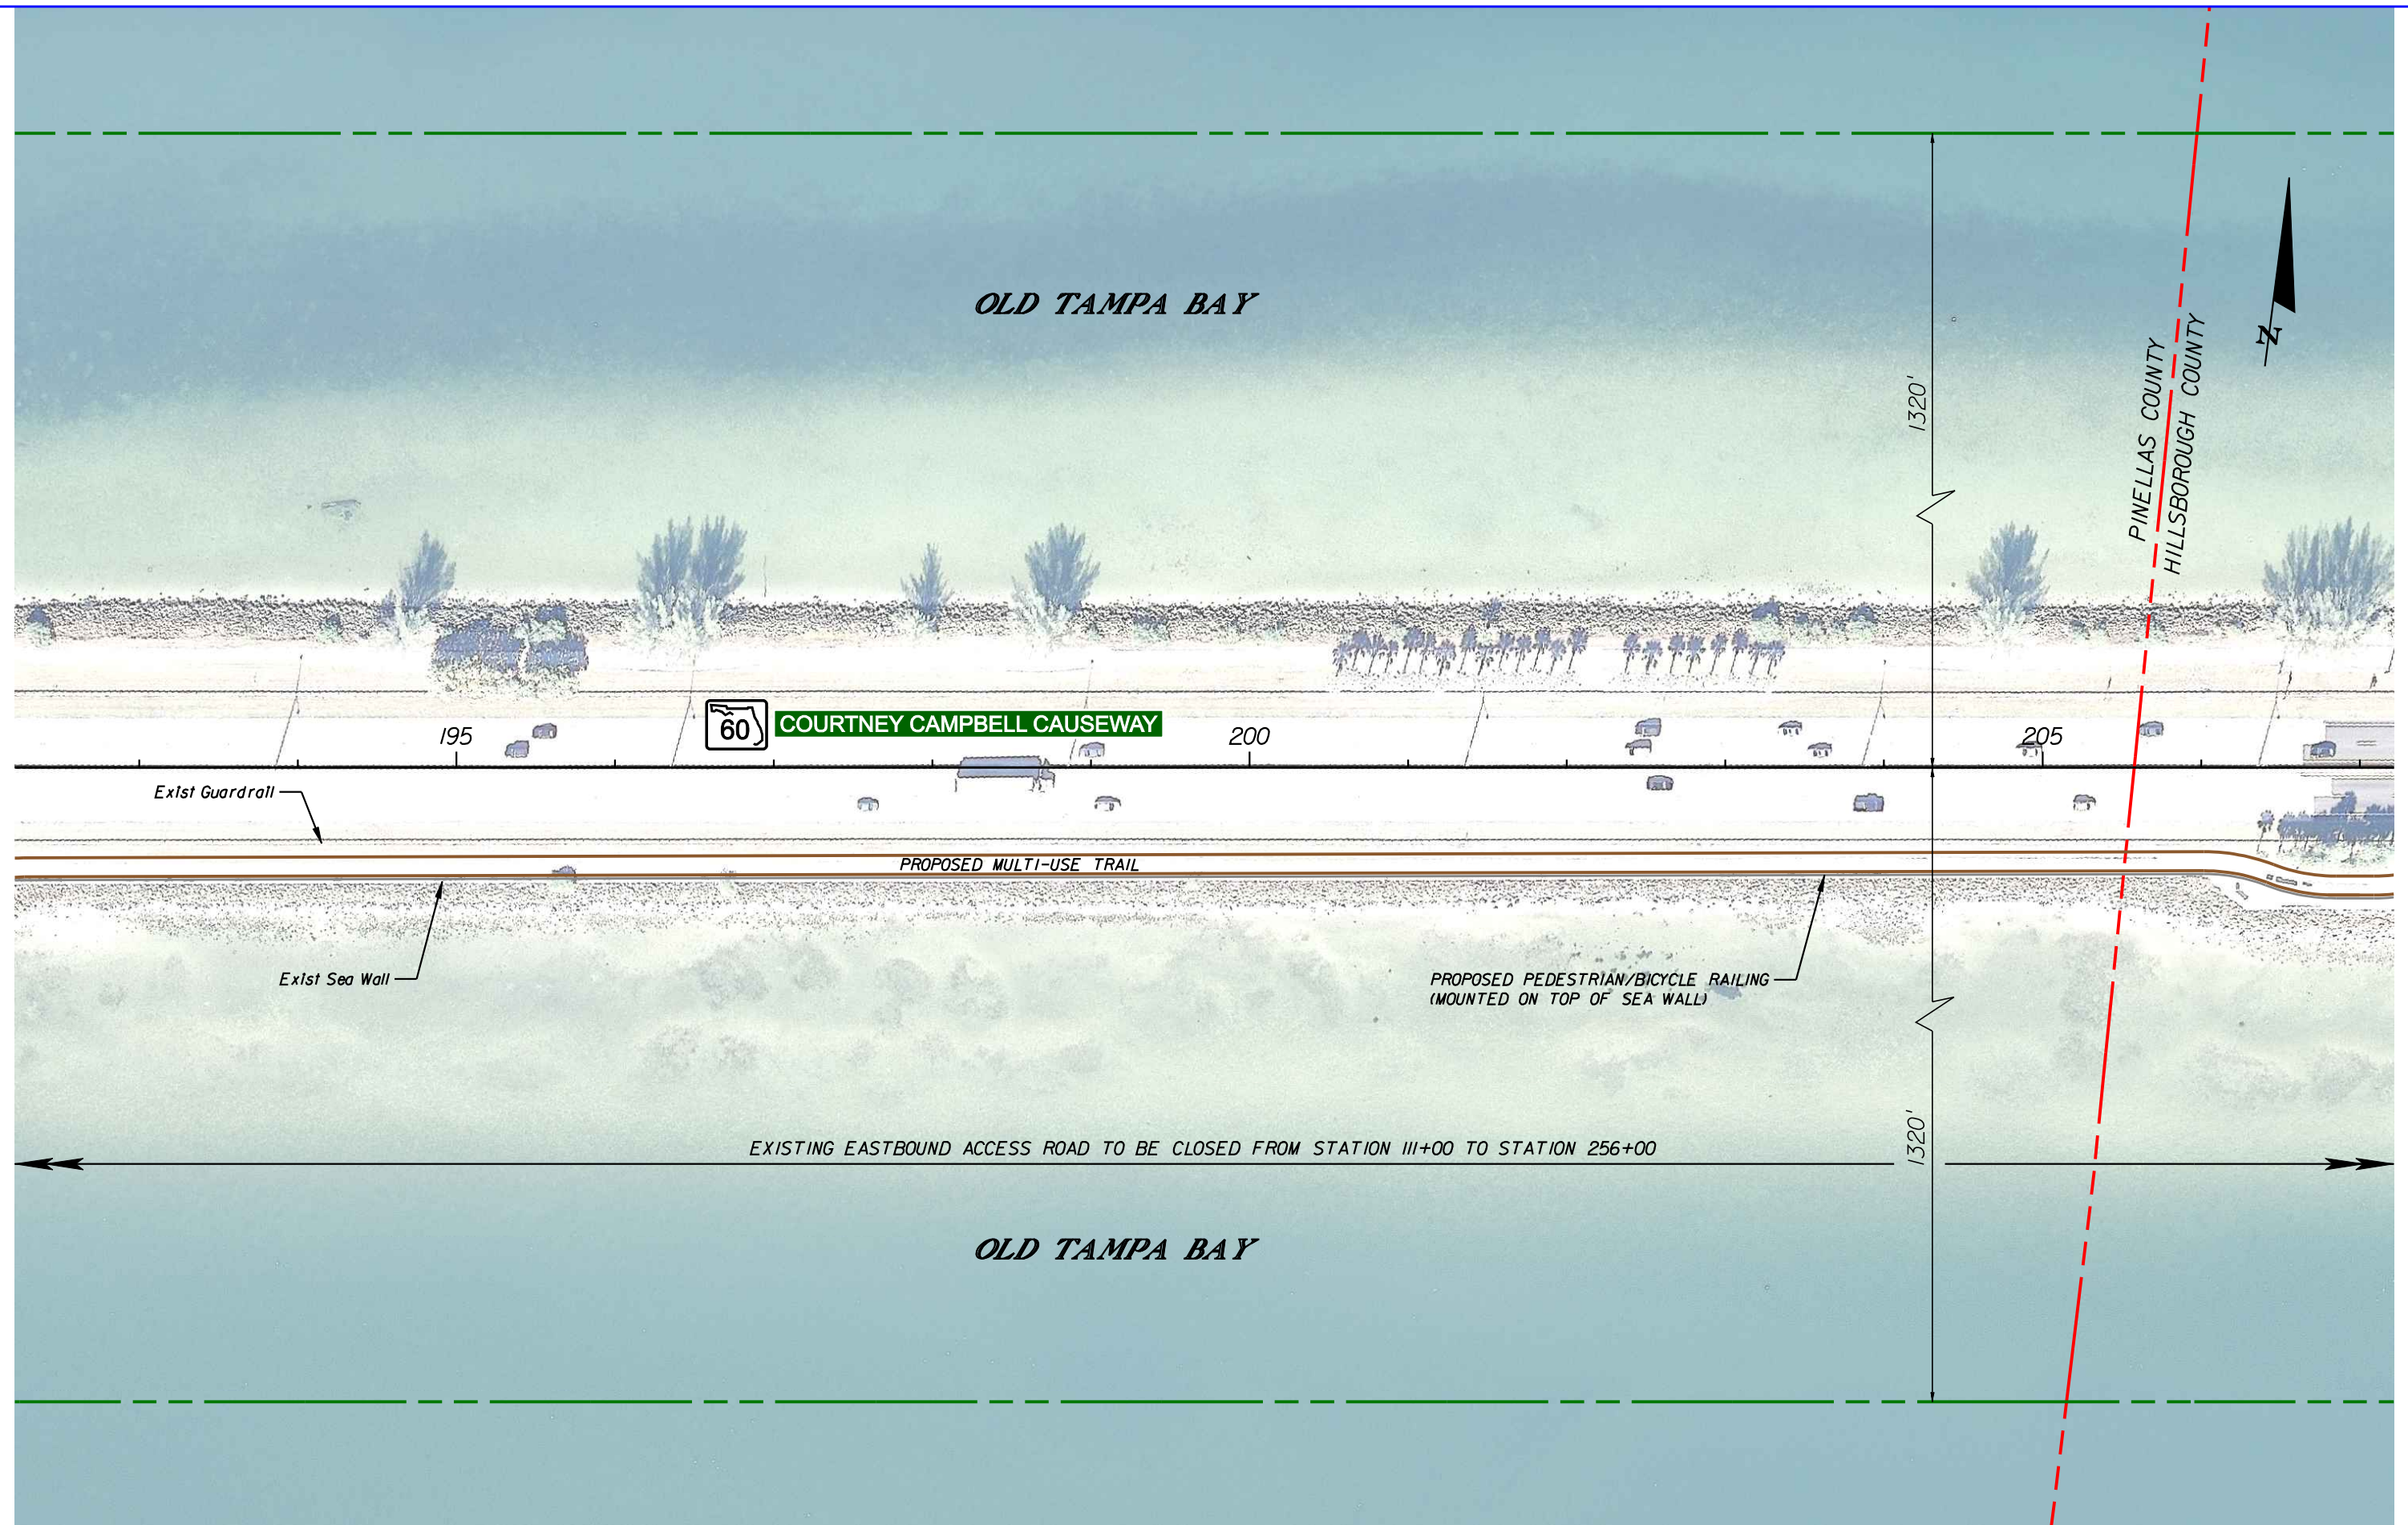 OLD TAMPA BAY
N
1320'
PINELLAS COUNTY
HILLSBOROUGH COUNTY
60
COURTNEY CAMPBELL CAUSEWAY
195
200
205
Exist Guardrail
PROPOSED MULTI-USE TRAIL
Exist Sea Wall
PROPOSED PEDESTRIAN/BICYCLE RAILING
(MOUNTED ON TOP OF SEA WALL)
EXISTING EASTBOUND ACCESS ROAD TO BE CLOSED FROM STATION 111+00 TO STATION 256+00
1320'
OLD TAMPA BAY